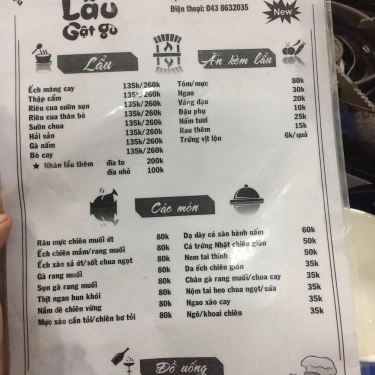 Lẩu
Gật gù
Điện thoại: 043 8632035
New
Lẩu
Ếch măng cay 135k/260k
Thập cẩm 135k/260k
Riêu cua sườn sụn 135k/260k
Riêu cua thăn bò 135k/260k
Sườn chua 135k/260k
Hải sản 135k/260k
Gà nấm 135k/260k
Bò cay 135k/260k
★ Nhân lẩu thêm đĩa to 200k
đĩa nhỏ 100k
Ăn kèm lẩu
Tôm/mực 80k
Ngao 30k
Váng đậu 20k
Đậu phụ 10k
Nấm tươi 25k
Rau thêm 15k
Trứng vịt lộn 6k/quả
Các món
Râu mực chiên muối ớt 80k
Ếch chiên mắm/rang muối 80k
Ếch xào xả ớt/sốt chua ngọt 80k
Gà rang muối 80k
Sụn gà rang muối 80k
Thịt ngan hun khói 80k
Nầm dê chiên vừng 80k
Mực xào cần tỏi/chiên bơ tỏi 80k
Dạ dày cá xào hành nấm 60k
Cá trứng Nhật chiên giòn 50k
Nem tai thính 50k
Da ếch chiên giòn 35k
Chân gà rang muối/chua cay 35k
Nộm tai heo chua ngọt/sứa 35k
Ngao xào cay 35k
Ngô/khoai chiên 35k
Đồ uống